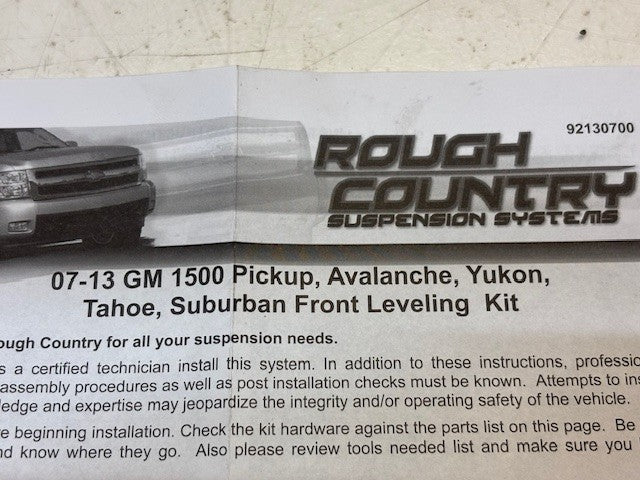 92130700
ROUGH
COUNTRY
SUSPENSION SYSTEMS
07-13 GM 1500 Pickup, Avalanche, Yukon,
Tahoe, Suburban Front Leveling Kit
ough Country for all your suspension needs.
s a certified technician install this system. In addition to these instructions, professio
assembly procedures as well as post installation checks must be known. Attempts to ins
ledge and expertise may jeopardize the integrity and/or operating safety of the vehicle.
e beginning installation. Check the kit hardware against the parts list on this page. Be
nd know where they go. Also please review tools needed list and make sure you